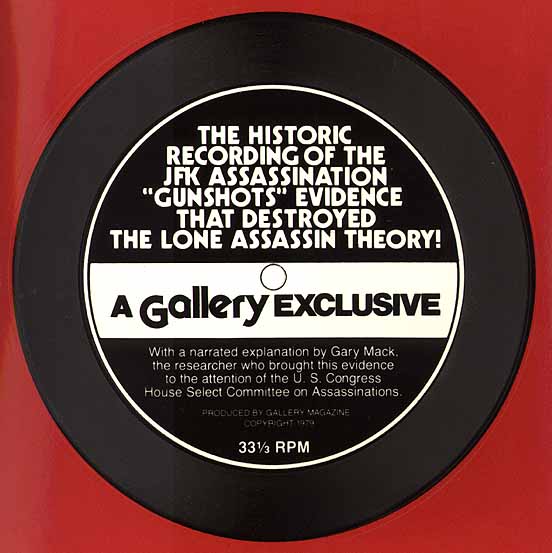 THE HISTORIC
RECORDING OF THE
JFK ASSASSINATION
"GUNSHOTS" EVIDENCE
THAT DESTROYED
THE LONE ASSASSIN THEORY!
A Gallery EXCLUSIVE
With a narrated explanation by Gary Mack,
the researcher who brought this evidence
to the attention of the U. S. Congress
House Select Committee on Assassinations.
PRODUCED BY GALLERY MAGAZINE
COPYRIGHT 1979
33⅓ RPM